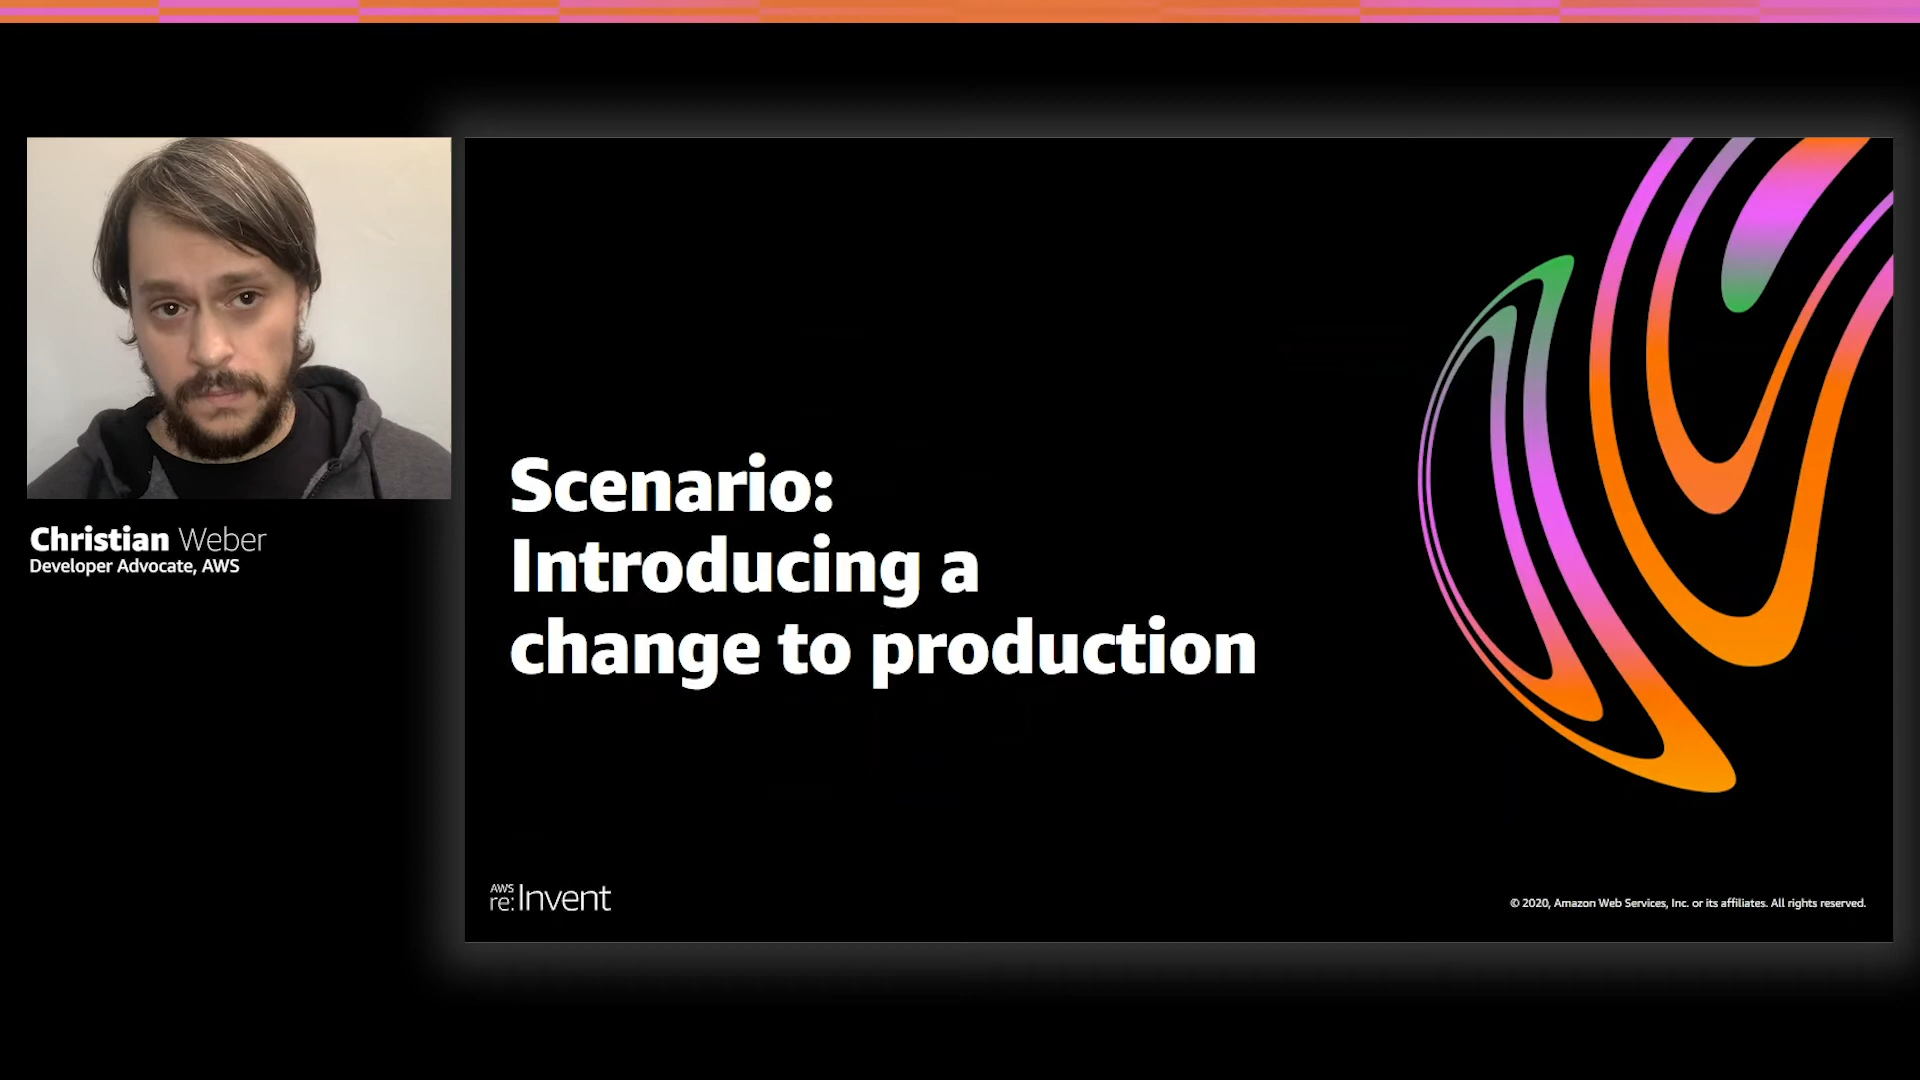 Christian Weber
Developer Advocate, AWS
Scenario:
Introducing a
change to production
AWS
re:Invent
© 2020, Amazon Web Services, Inc. or its affiliates. All rights reserved.